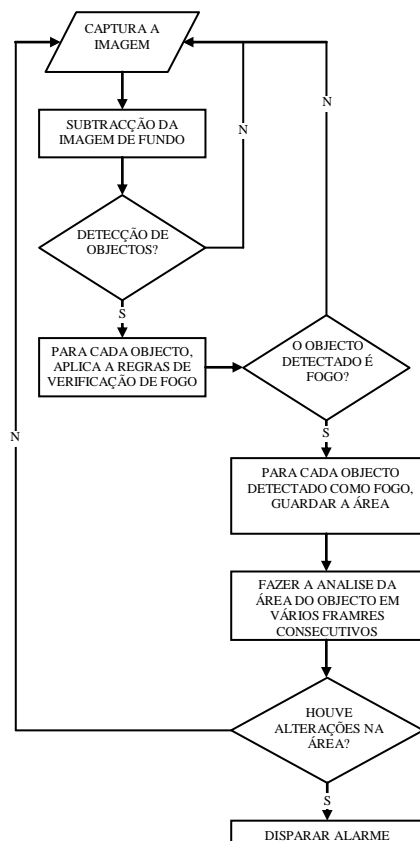 CAPTURA A
IMAGEM
SUBTRACÇÃO DA
IMAGEM DE FUNDO
N
N
DETECÇÃO DE
OBJECTOS?
S
PARA CADA OBJECTO,
APLICA A REGRAS DE
VERIFICAÇÃO DE FOGO
O OBJECTO
DETECTADO É
FOGO?
N
S
PARA CADA OBJECTO
DETECTADO COMO FOGO,
GUARDAR A ÁREA
FAZER A ANALISE DA
ÁREA DO OBJECTO EM
VÁRIOS FRAMRES
CONSECUTIVOS
HOUVE
ALTERAÇÕES NA
ÁREA?
S
DISPARAR ALARME